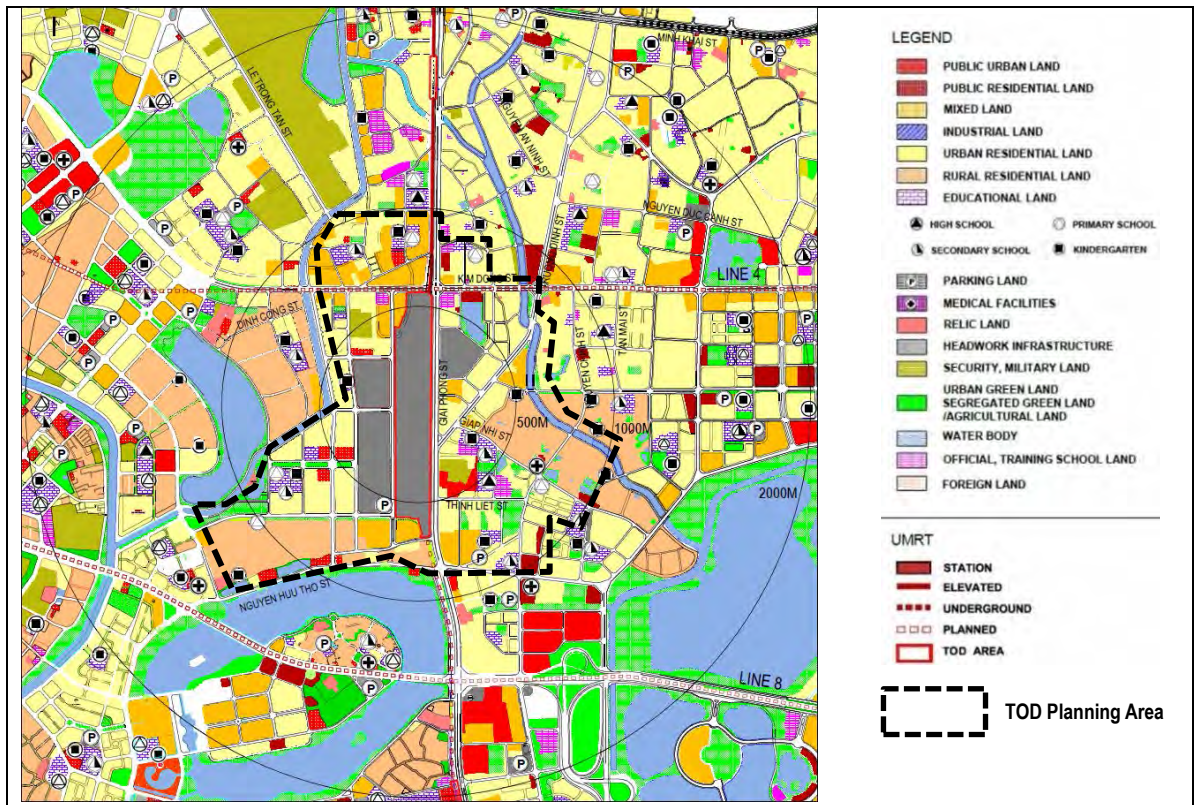 MINH KHAI ST
LE TRONG TAN ST
NGUYEN AN NINH ST
NGUYEN DUC CANH ST
LINE 4
KIM DONG ST
DINH CONG ST
TAN MAI ST
GIAI PHONG ST
500M
1000M
GIAP NHI ST
2000M
THINH LIET ST
NGUYEN HUU THO ST
LINE 8
P
LEGEND
PUBLIC URBAN LAND
PUBLIC RESIDENTIAL LAND
MIXED LAND
INDUSTRIAL LAND
URBAN RESIDENTIAL LAND
RURAL RESIDENTIAL LAND
EDUCATIONAL LAND
HIGH SCHOOL
PRIMARY SCHOOL
SECONDARY SCHOOL
KINDERGARTEN
P PARKING LAND
MEDICAL FACILITIES
RELIC LAND
HEADWORK INFRASTRUCTURE
SECURITY, MILITARY LAND
URBAN GREEN LAND
SEGREGATED GREEN LAND
/AGRICULTURAL LAND
WATER BODY
OFFICIAL, TRAINING SCHOOL LAND
FOREIGN LAND
UMRT
STATION
ELEVATED
UNDERGROUND
PLANNED
TOD AREA
TOD Planning Area